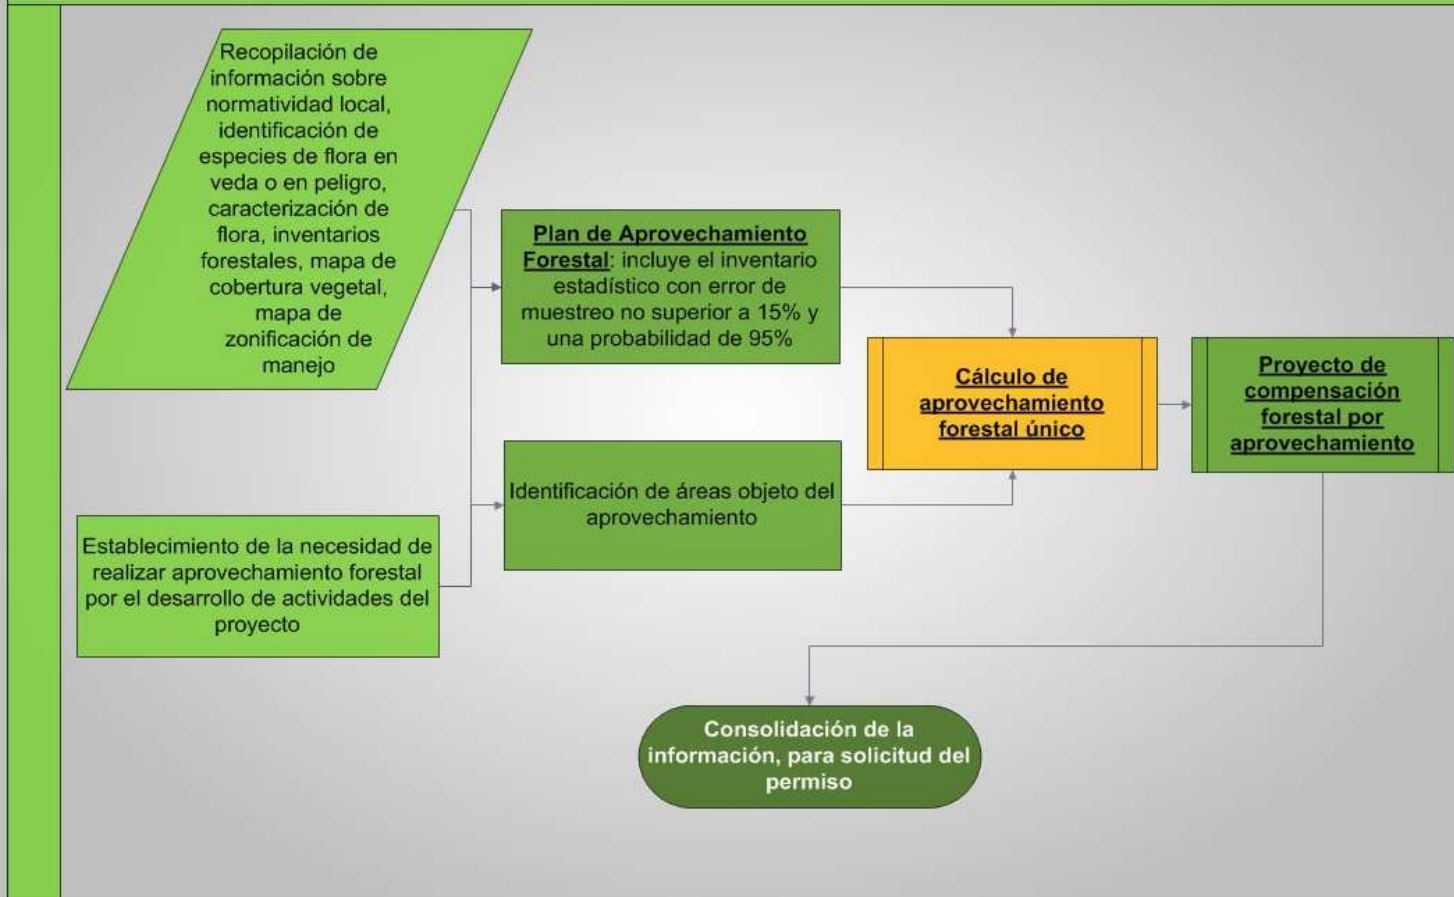 Recopilación de
información sobre
normatividad local,
identificación de
especies de flora en
veda o en peligro,
caracterización de
flora, inventarios
forestales, mapa de
cobertura vegetal,
mapa de
zonificación de
manejo
Establecimiento de la necesidad de
realizar aprovechamiento forestal
por el desarrollo de actividades del
proyecto
Plan de Aprovechamiento
Forestal: incluye el inventario
estadístico con error de
muestreo no superior a 15% y
una probabilidad de 95%
Identificación de áreas objeto del
aprovechamiento
Cálculo de
aprovechamiento
forestal único
Proyecto de
compensación
forestal por
aprovechamiento
Consolidación de la
información, para solicitud del
permiso